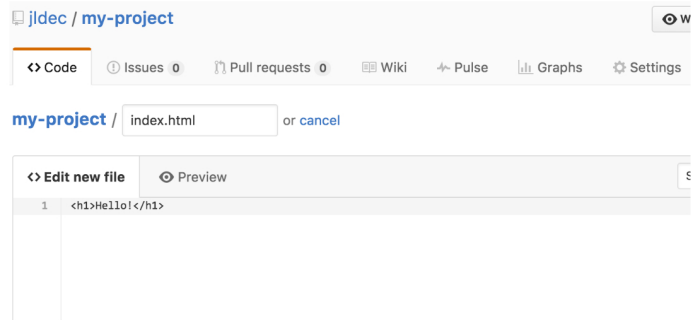 jldec / my-project
W
<> Code Issues 0 Pull requests 0 Wiki Pulse Graphs Settings
my-project / index.html or cancel
<> Edit new file Preview
1 <h1>Hello!</h1>